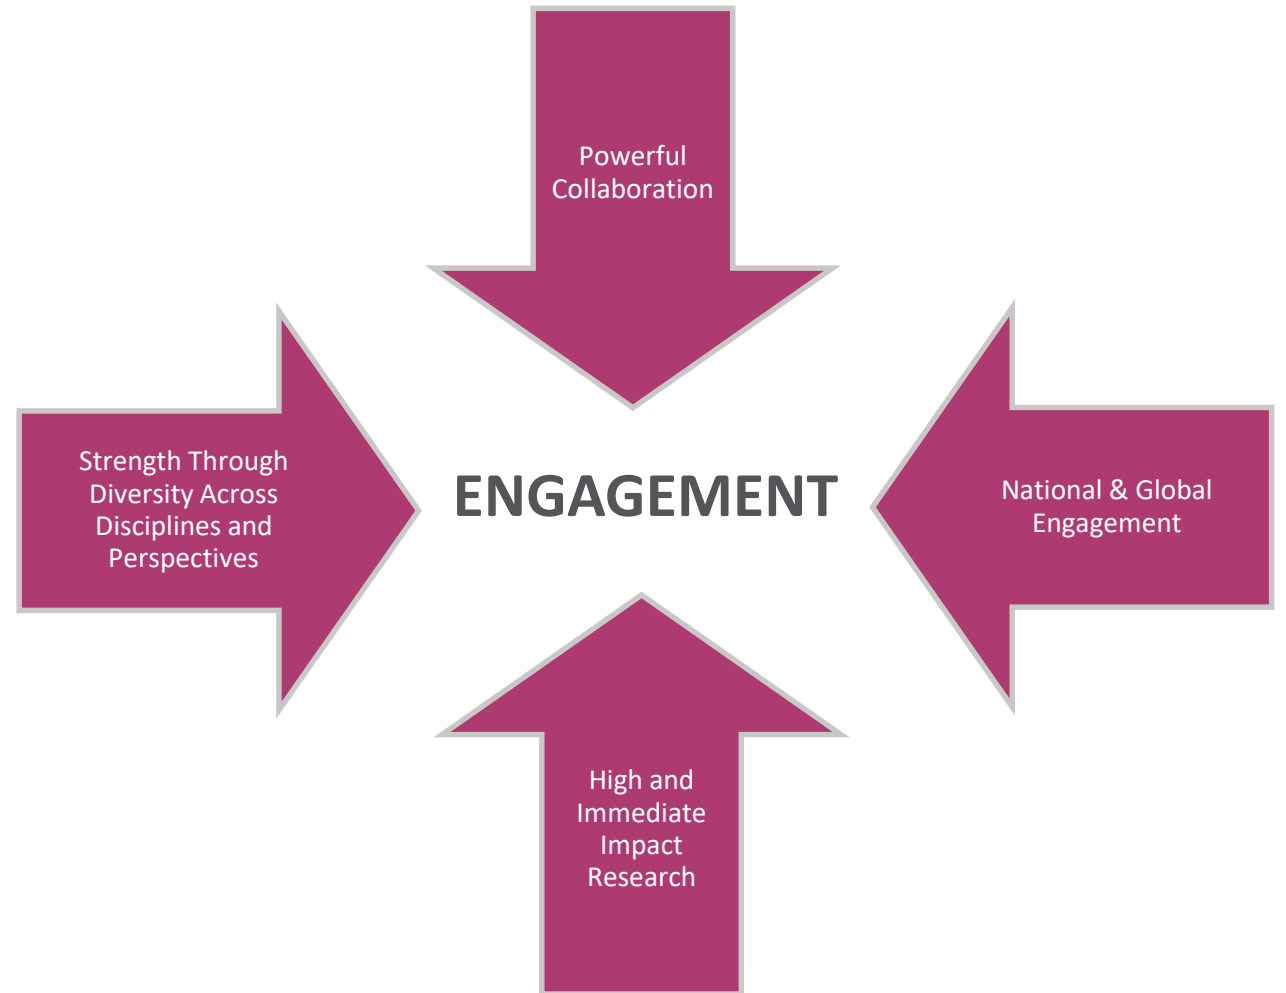 Powerful
Collaboration
Strength Through
Diversity Across
Disciplines and
Perspectives
ENGAGEMENT
National & Global
Engagement
High and
Immediate
Impact
Research